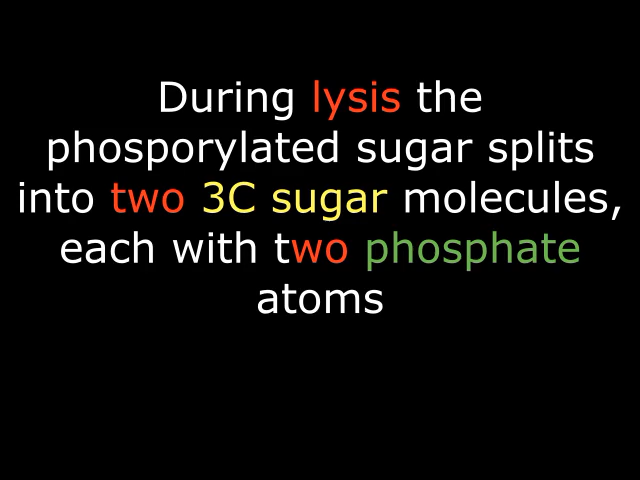 During lysis the
phosporylated sugar splits
into two 3C sugar molecules,
each with two phosphate
atoms